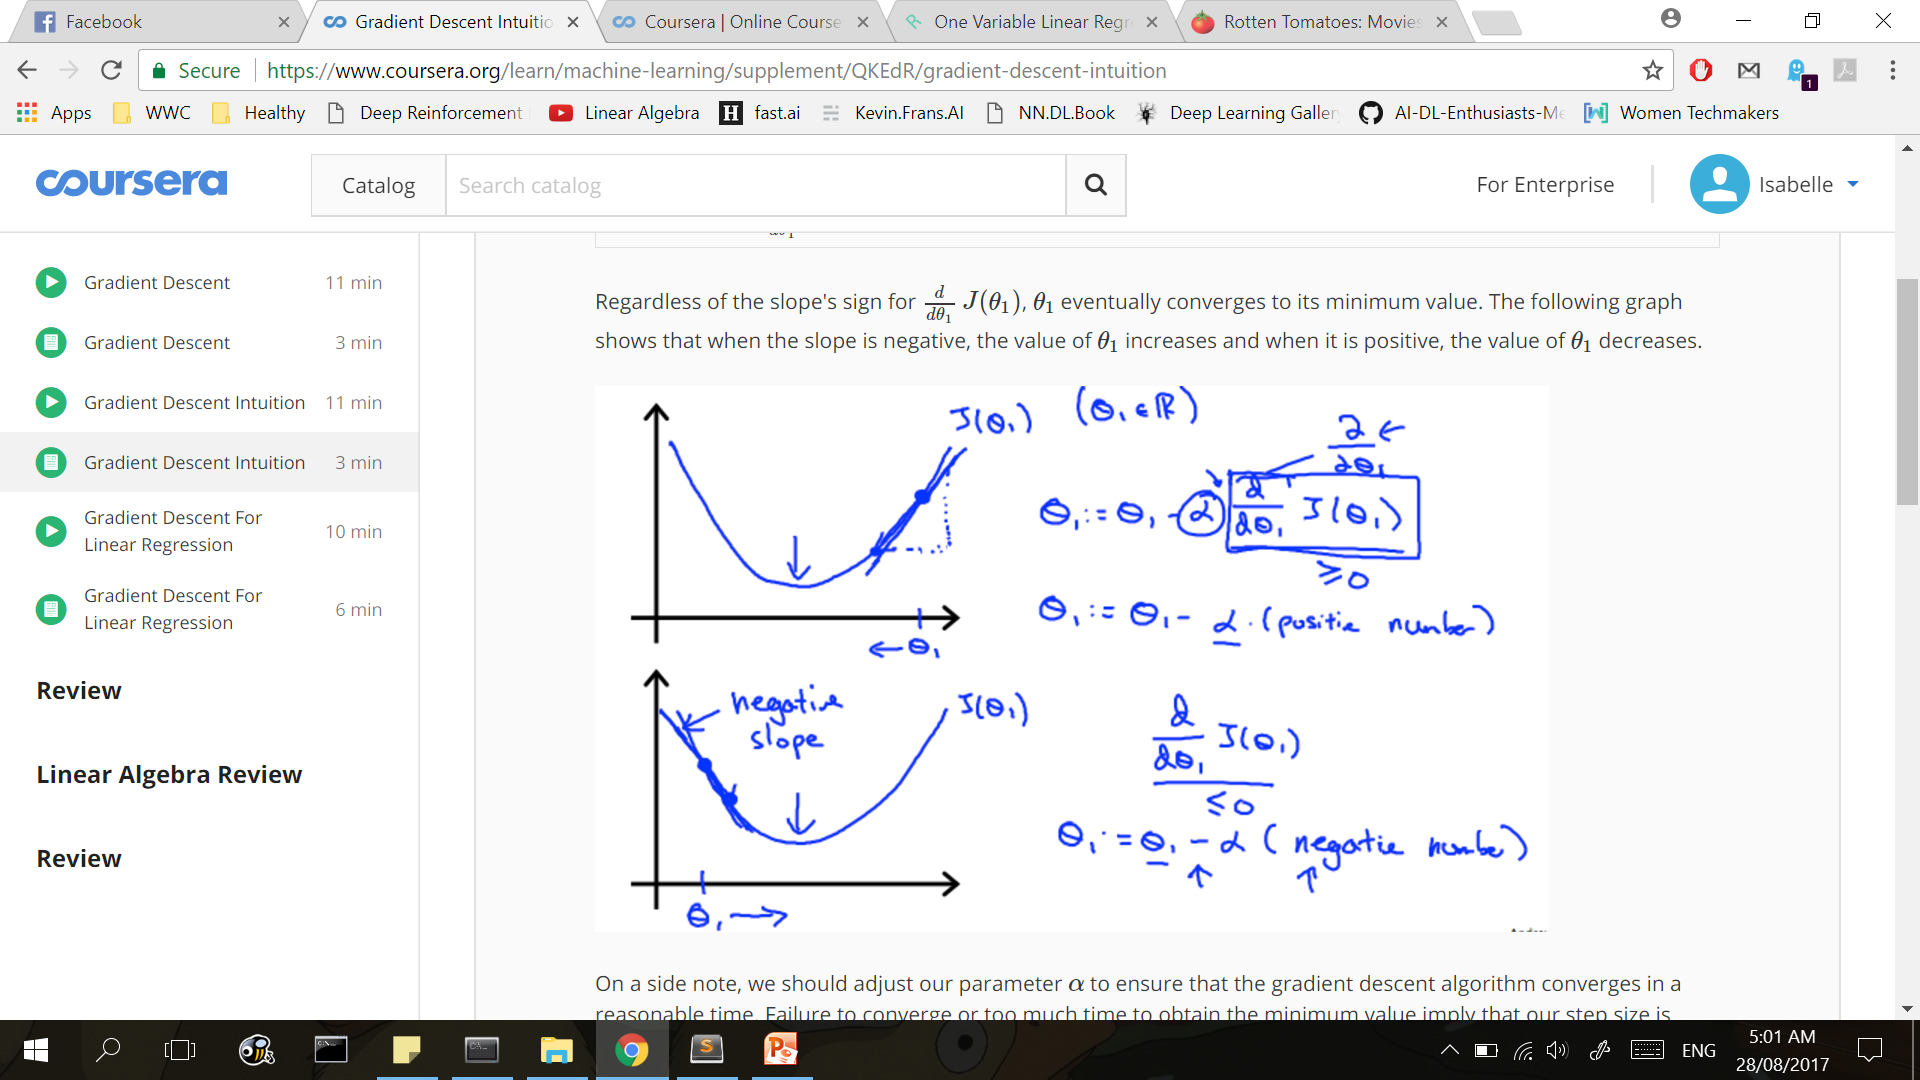 Facebook
Gradient Descent Intuitio
Coursera | Online Course
One Variable Linear Regr
Rotten Tomatoes: Movies
Secure
https://www.coursera.org/learn/machine-learning/supplement/QKEdR/gradient-descent-intuition
1
Apps
WWC
Healthy
Deep Reinforcement
Linear Algebra
H
fast.ai
Kevin.Frans.AI
NN.DL.Book
Deep Learning Galler
AI-DL-Enthusiasts-Me
[W]
Women Techmakers
coursera
Catalog
Search catalog
For Enterprise
Isabelle
Gradient Descent 11 min
Gradient Descent 3 min
Gradient Descent Intuition 11 min
Gradient Descent Intuition 3 min
Gradient Descent For
Linear Regression 10 min
Gradient Descent For
Linear Regression 6 min
Review
Linear Algebra Review
Review
Regardless of the slope's sign for d/dθ₁ J(θ₁), θ₁ eventually converges to its minimum value. The following graph
shows that when the slope is negative, the value of θ₁ increases and when it is positive, the value of θ₁ decreases.
J(θ₁) (θ₁ ∈ ℝ)
∂/∂θ₁ ←
θ₁ := θ₁ - α d/dθ₁ J(θ₁)
≥ 0
θ₁ := θ₁ - α · (positie number)
← θ₁
negative
slope
J(θ₁)
d/dθ₁ J(θ₁)
≤ 0
θ₁ := θ₁ - α (negatie number)
θ₁ →
On a side note, we should adjust our parameter α to ensure that the gradient descent algorithm converges in a
reasonable time. Failure to converge or too much time to obtain the minimum value imply that our step size is
ENG
5:01 AM
28/08/2017